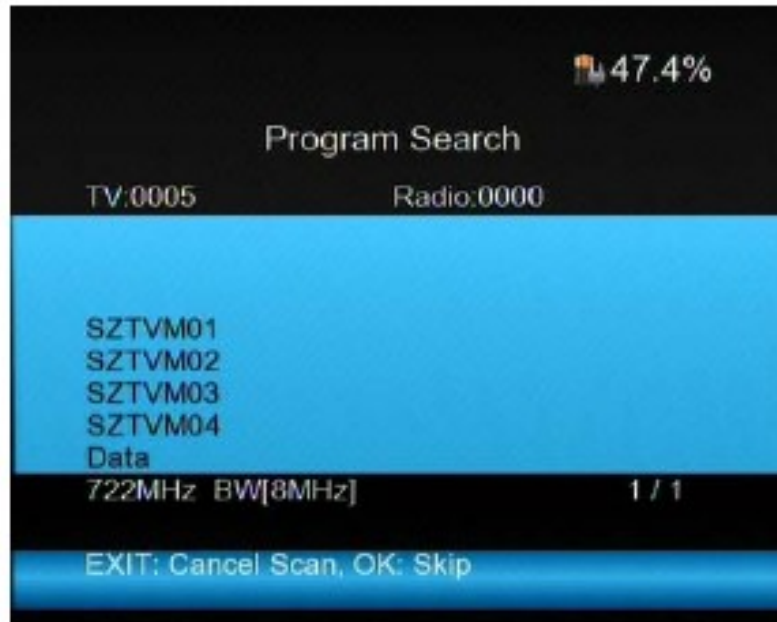 47.4%
Program Search
TV:0005 Radio:0000
SZTVM01
SZTVM02
SZTVM03
SZTVM04
Data
722MHz BW[8MHz] 1 / 1
EXIT: Cancel Scan, OK: Skip